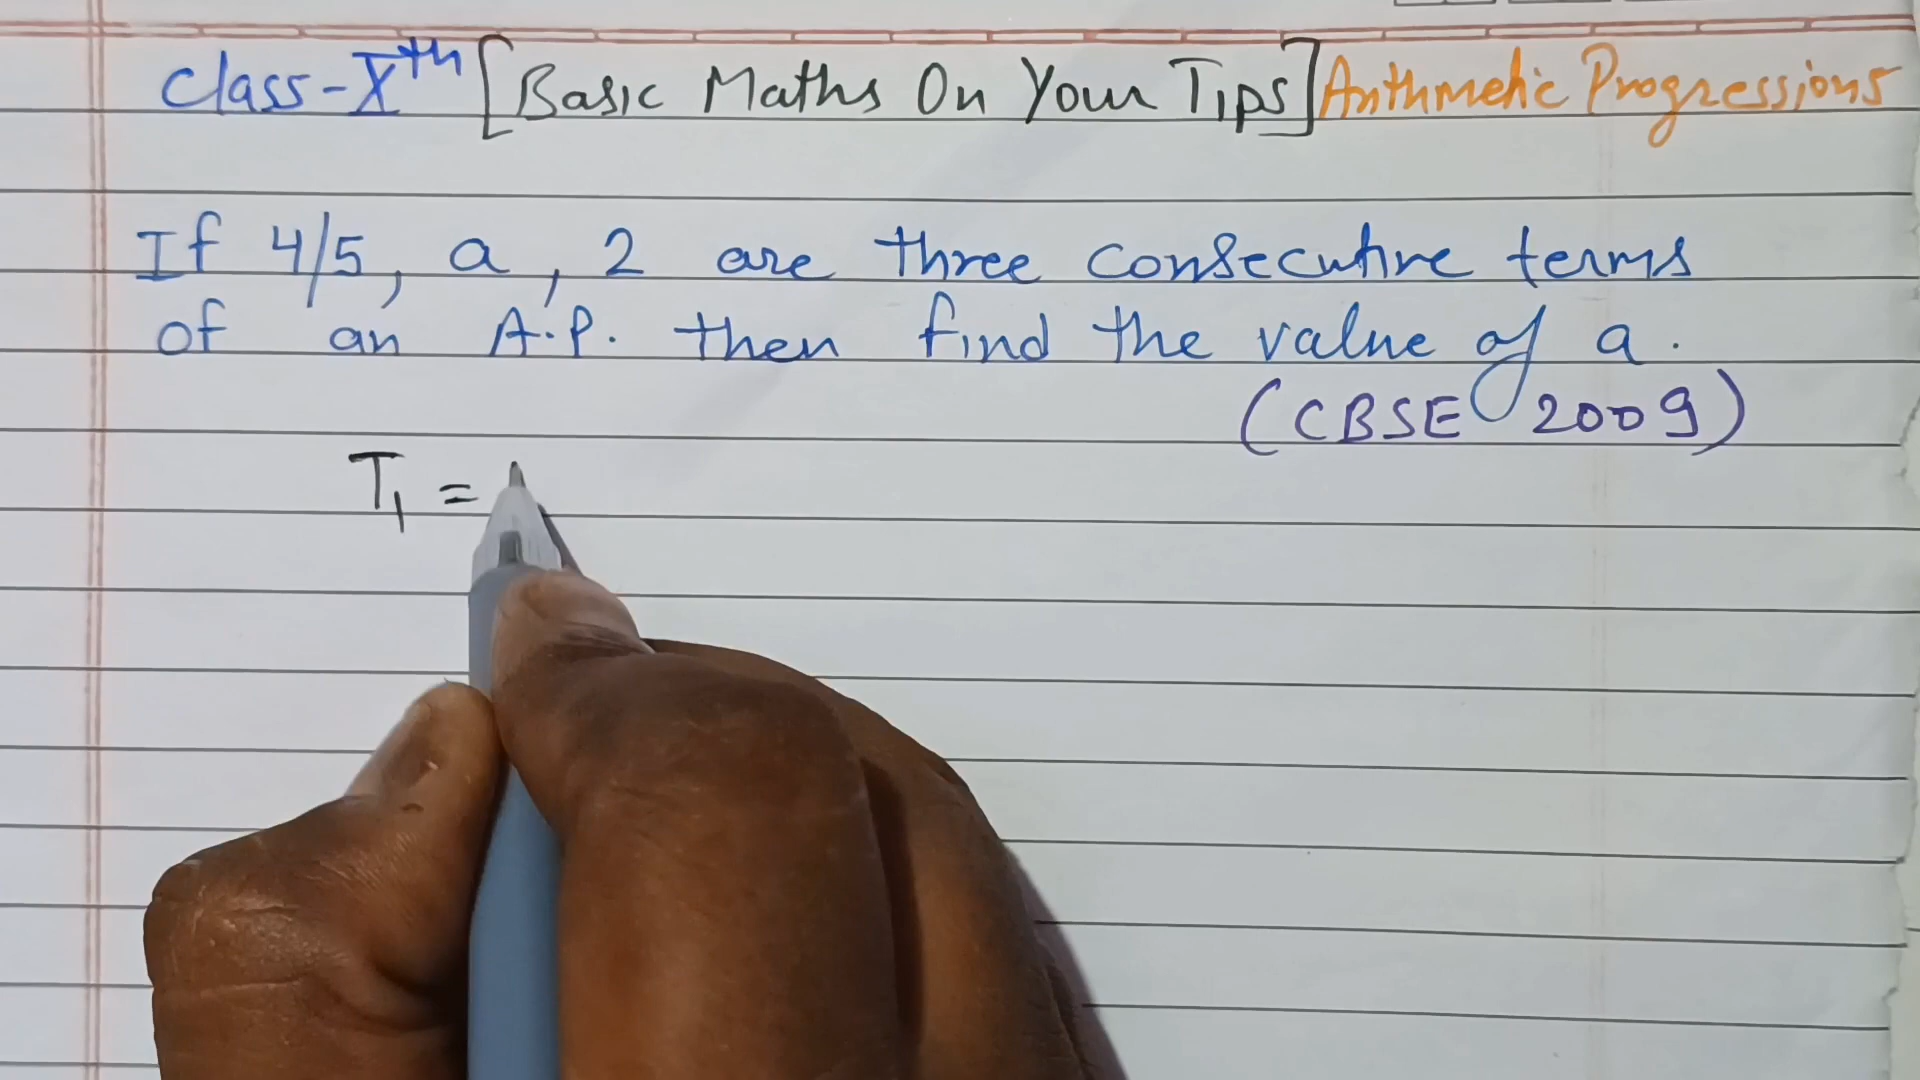 Class-Xth [Basic Maths On Your Tips] Arithmetic Progressions
If 4/5, a, 2 are three consecutive terms
of an A.P. then find the value of a.
(CBSE 2009)
T1 =